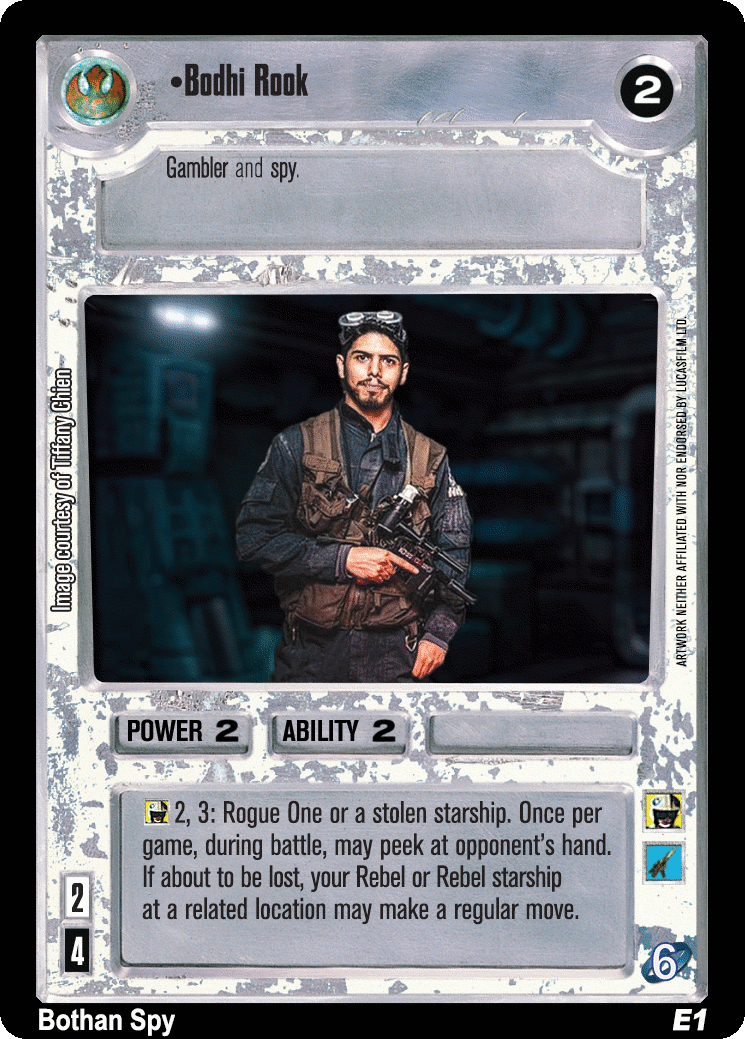 •Bodhi Rook
2
Gambler and spy.
Image courtesy of Tiffany Chien
ARTWORK NEITHER AFFILIATED WITH NOR ENDORSED BY LUCASFILM LTD.
POWER 2
ABILITY 2
2, 3: Rogue One or a stolen starship. Once per
game, during battle, may peek at opponent's hand.
If about to be lost, your Rebel or Rebel starship
at a related location may make a regular move.
2
4
6
Bothan Spy
E1